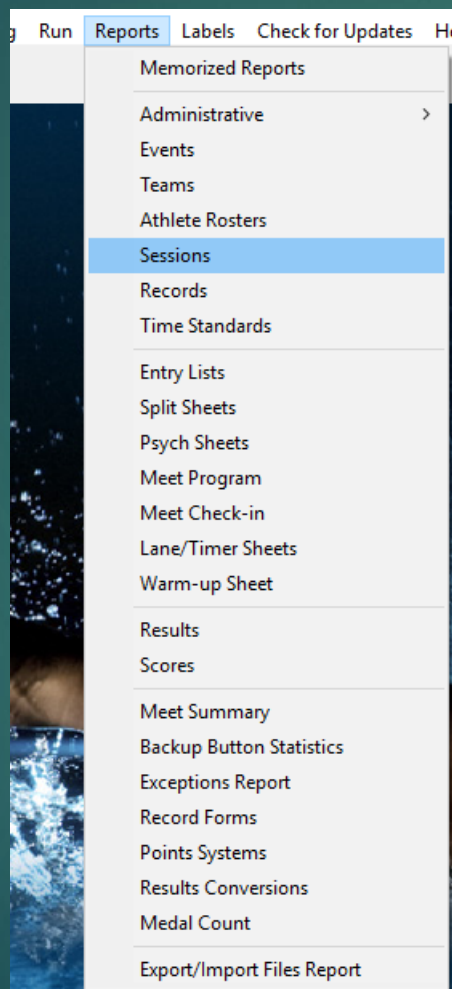 g Run Reports Labels Check for Updates He
Memorized Reports
Administrative
Events
Teams
Athlete Rosters
Sessions
Records
Time Standards
Entry Lists
Split Sheets
Psych Sheets
Meet Program
Meet Check-in
Lane/Timer Sheets
Warm-up Sheet
Results
Scores
Meet Summary
Backup Button Statistics
Exceptions Report
Record Forms
Points Systems
Results Conversions
Medal Count
Export/Import Files Report